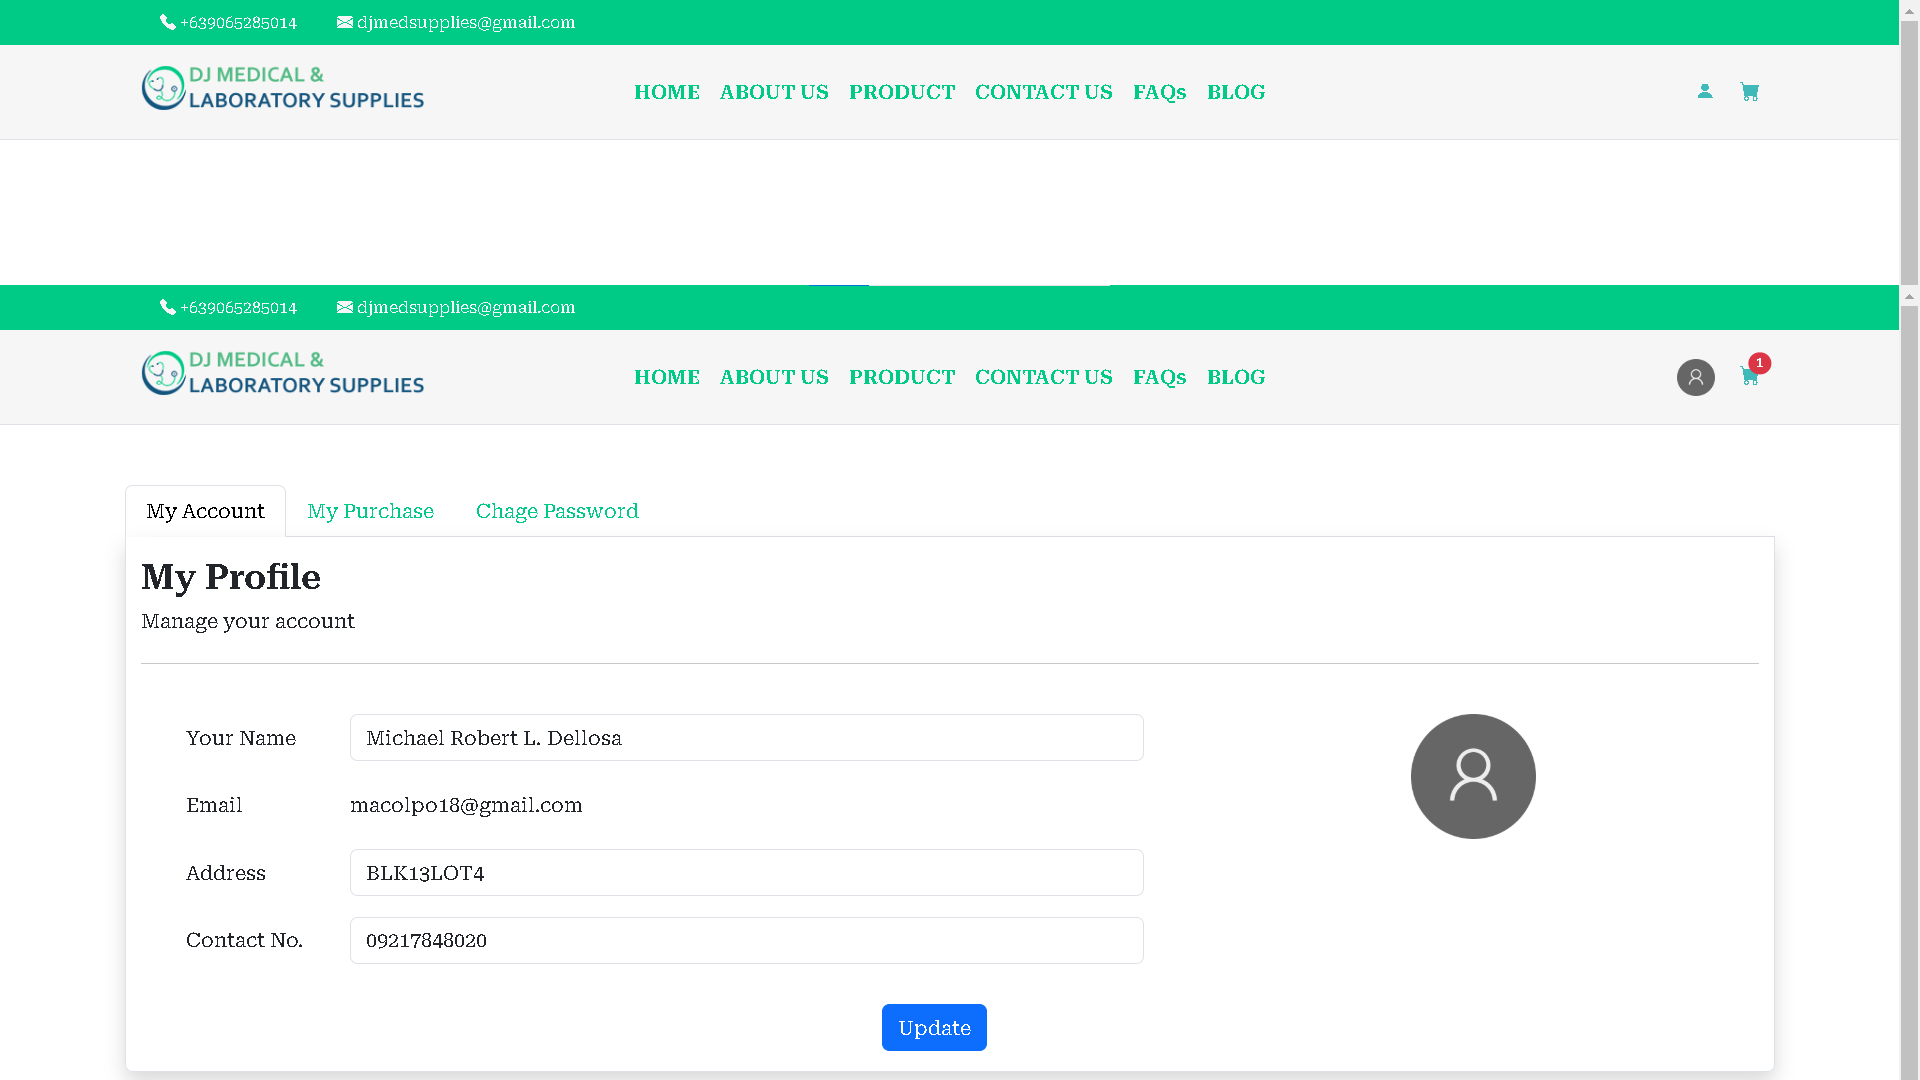 +639065285014 djmedsupplies@gmail.com
DJ MEDICAL &
LABORATORY SUPPLIES
HOME ABOUT US PRODUCT CONTACT US FAQs BLOG
+639065285014 djmedsupplies@gmail.com
DJ MEDICAL &
LABORATORY SUPPLIES
HOME ABOUT US PRODUCT CONTACT US FAQs BLOG
1
My Account My Purchase Chage Password
My Profile
Manage your account
Your Name Michael Robert L. Dellosa
Email macolpo18@gmail.com
Address BLK13LOT4
Contact No. 09217848020
Update